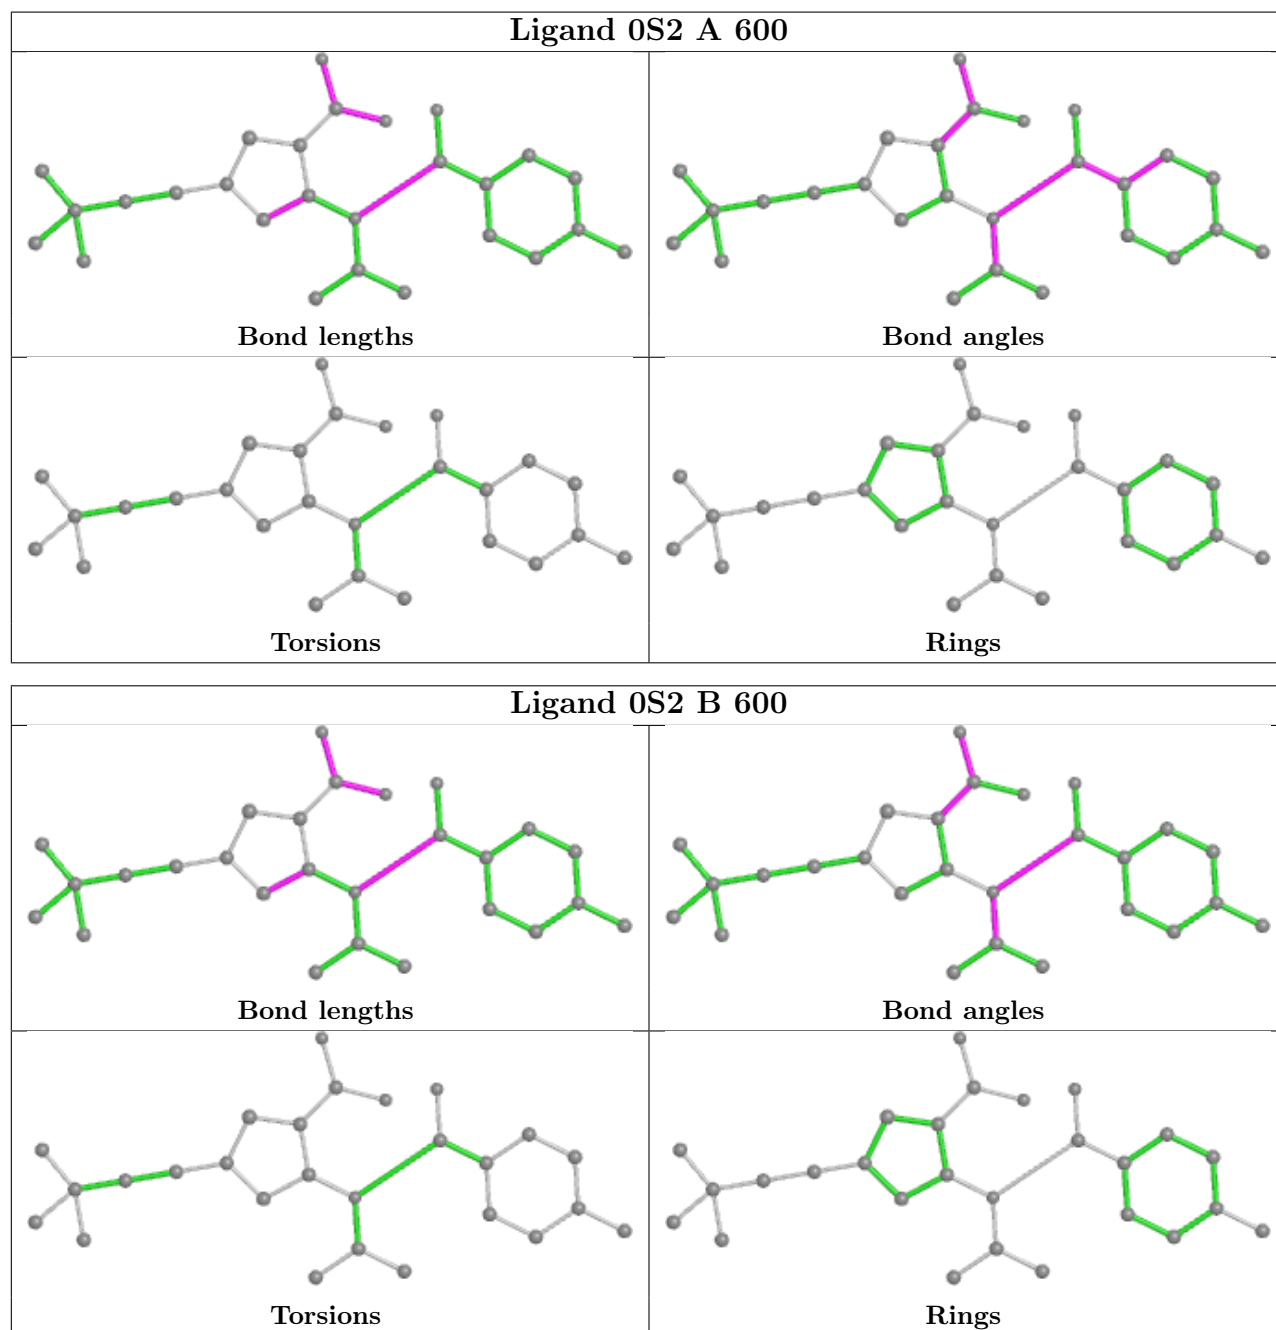 Ligand 0S2 A 600
Bond lengths
Bond angles
Torsions
Rings
Ligand 0S2 B 600
Bond lengths
Bond angles
Torsions
Rings